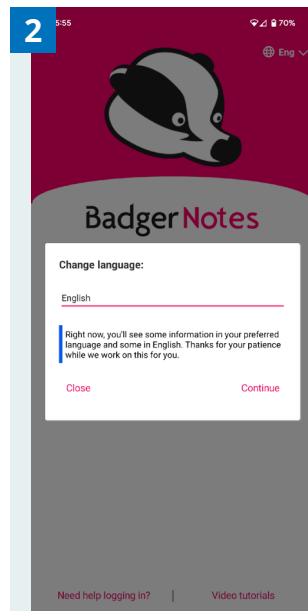 2
5:55
70%
Eng
BadgerNotes
Change language:
English
Right now, you'll see some information in your preferred
language and some in English. Thanks for your patience
while we work on this for you.
Close Continue
Need help logging in? | Video tutorials